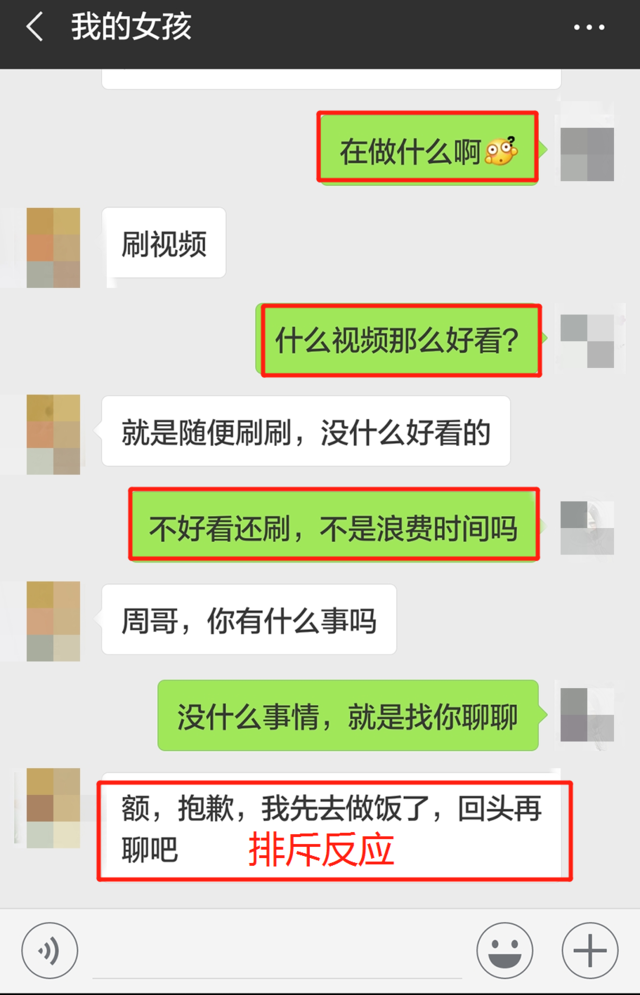 我的女孩
在做什么啊
刷视频
什么视频那么好看?
就是随便刷刷，没什么好看的
不好看还刷，不是浪费时间吗
周哥，你有什么事吗
没什么事情，就是找你聊聊
额，抱歉，我先去做饭了，回头再
聊吧
排斥反应